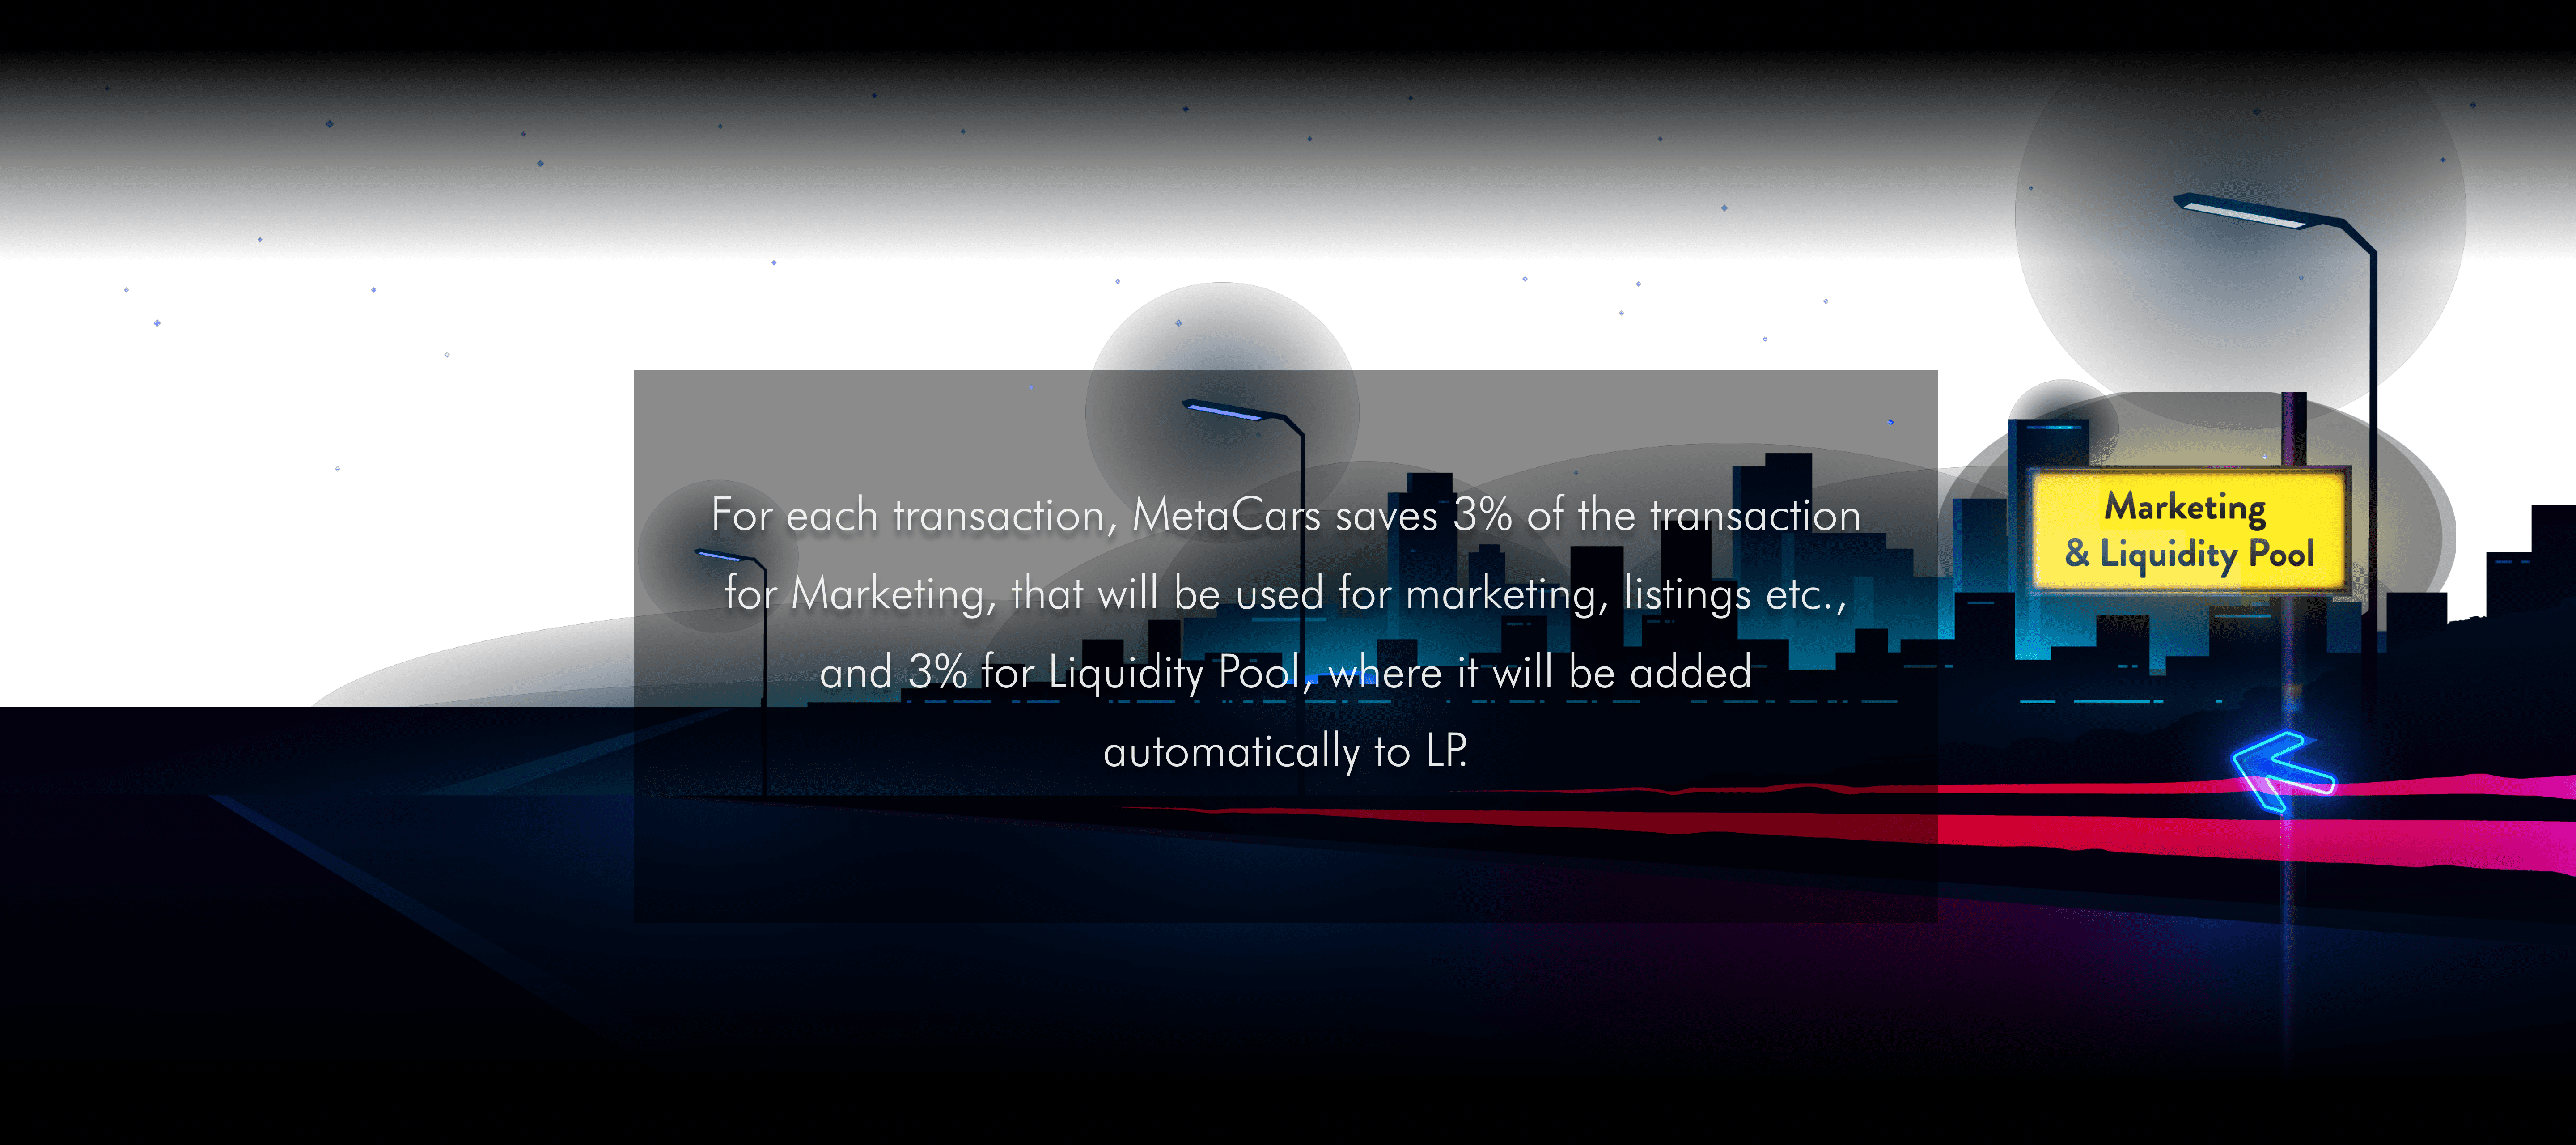 For each transaction, MetaCars saves 3% of the transaction
for Marketing, that will be used for marketing, listings etc.,
and 3% for Liquidity Pool, where it will be added
automatically to LP.
Marketing
& Liquidity Pool